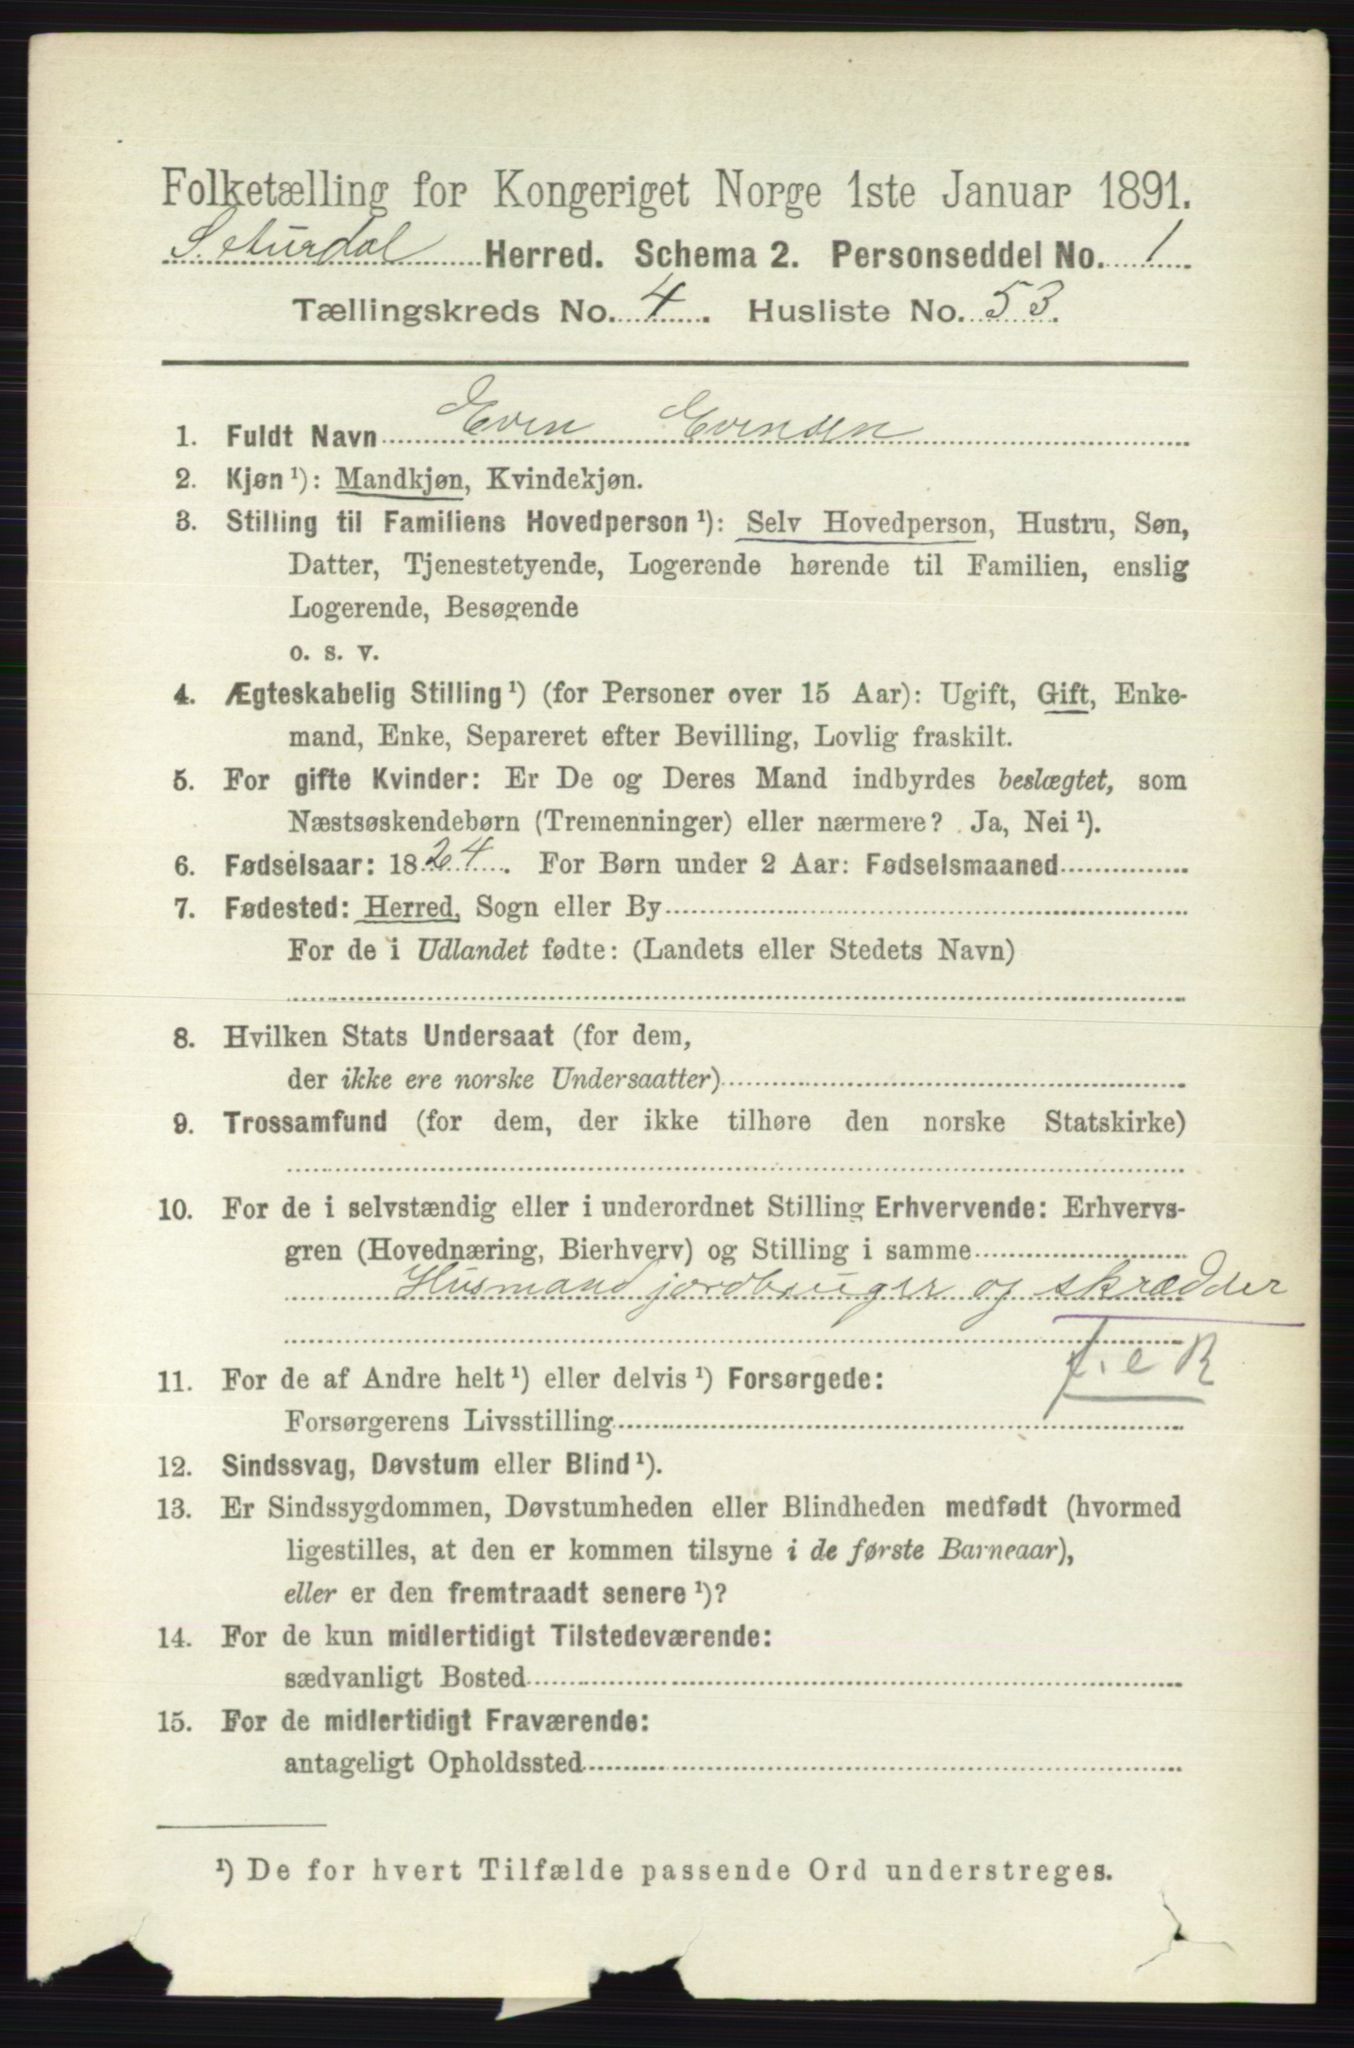 Folketælling for Kongeriget Norge 1ste Januar 1891.
S. Aurdal Herred. Schema 2. Personseddel No. 1
Tællingskreds No. 4. Husliste No. 53.
1. Fuldt Navn Even Evensen
2. Kjøn¹): Mandkjøn, Kvindekjøn.
3. Stilling til Familiens Hovedperson¹): Selv Hovedperson, Hustru, Søn,
Datter, Tjenestetyende, Logerende hørende til Familien, enslig
Logerende, Besøgende
o. s. v.
4. Ægteskabelig Stilling¹) (for Personer over 15 Aar): Ugift, Gift, Enke-
mand, Enke, Separeret efter Bevilling, Lovlig fraskilt.
5. For gifte Kvinder: Er De og Deres Mand indbyrdes beslægtet, som
Næstsøskendebørn (Tremenninger) eller nærmere? Ja, Nei¹).
6. Fødselsaar: 1824. For Børn under 2 Aar: Fødselsmaaned
7. Fødested: Herred, Sogn eller By
For de i Udlandet fødte: (Landets eller Stedets Navn)
8. Hvilken Stats Undersaat (for dem,
der ikke ere norske Undersaatter)
9. Trossamfund (for dem, der ikke tilhøre den norske Statskirke)
10. For de i selvstændig eller i underordnet Stilling Erhvervende: Erhvervs-
gren (Hovednæring, Bierhverv) og Stilling i samme
Husmand jordbruger og skrædder
f. e R
11. For de af Andre helt¹) eller delvis¹) Forsørgede:
Forsørgerens Livsstilling
12. Sindssvag, Døvstum eller Blind¹).
13. Er Sindssygdommen, Døvstumheden eller Blindheden medfødt (hvormed
ligestilles, at den er kommen tilsyne i de første Barneaar),
eller er den fremtraadt senere¹)?
14. For de kun midlertidigt Tilstedeværende:
sædvanligt Bosted
15. For de midlertidigt Fraværende:
antageligt Opholdssted
¹) De for hvert Tilfælde passende Ord understreges.